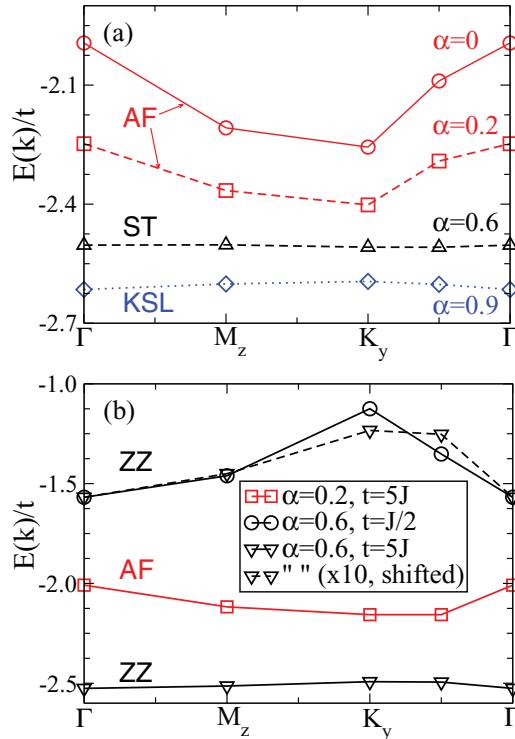 (a)
α=0
-2.1
AF
α=0.2
E(k)/t
-2.4
ST
α=0.6
KSL
α=0.9
-2.7
Γ M_z K_y Γ
-1.0
(b)
ZZ
-1.5
α=0.2, t=5J
α=0.6, t=J/2
α=0.6, t=5J
" " (x10, shifted)
E(k)/t
-2.0
AF
ZZ
-2.5
Γ M_z K_y Γ